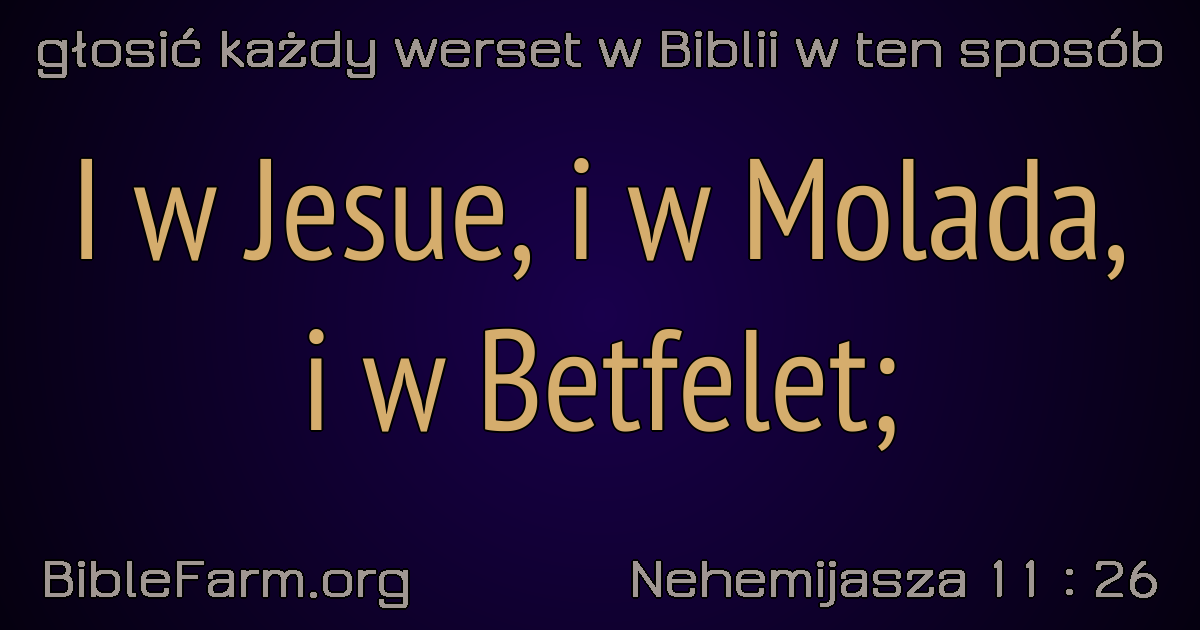 głosić każdy werset w Biblii w ten sposób
I w Jesue, i w Molada,
i w Betfelet;
BibleFarm.org
Nehemijasza 11 : 26